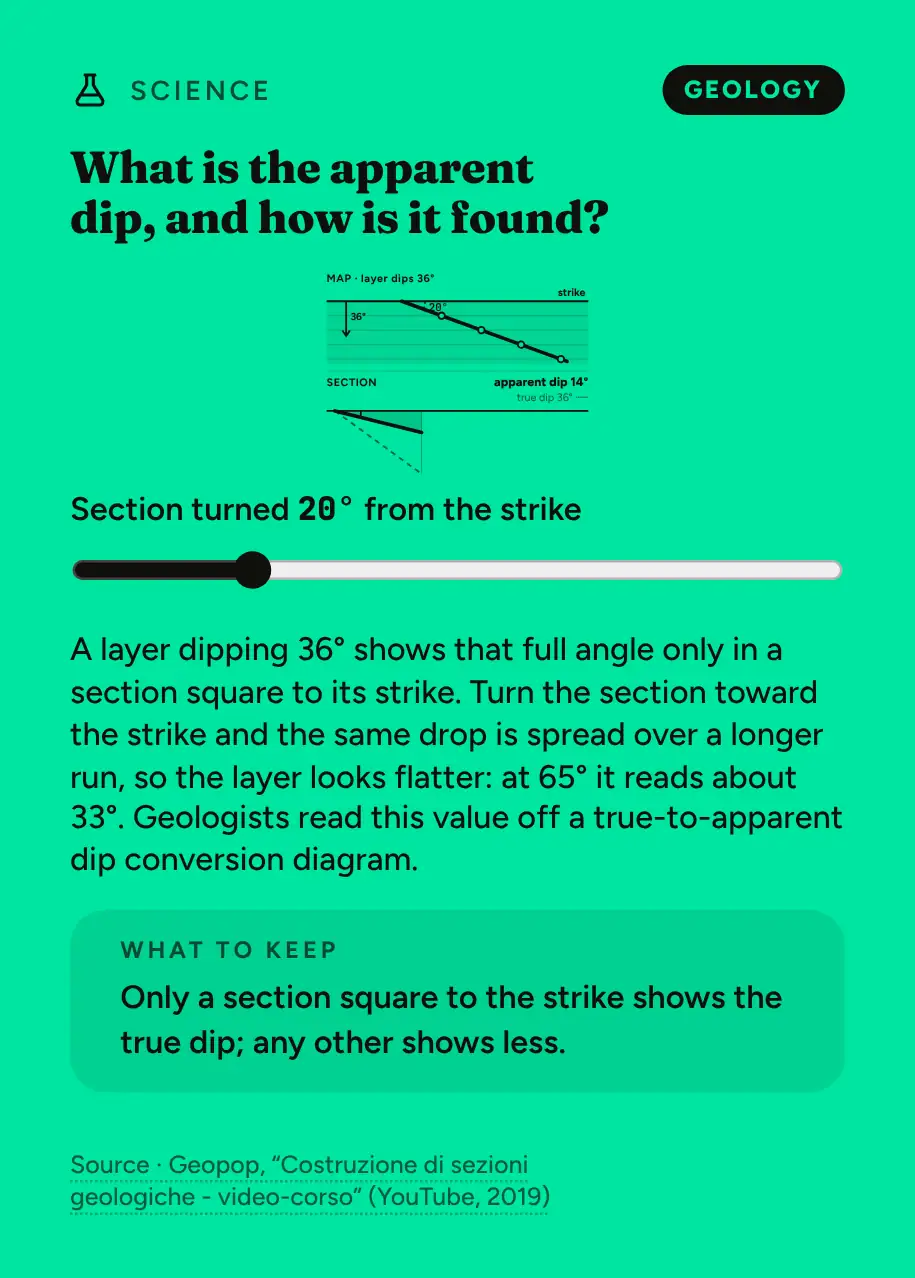 SCIENCE
GEOLOGY
What is the apparent
dip, and how is it found?
MAP · layer dips 36°
strike
20°
36°
SECTION
apparent dip 14°
true dip 36° —
Section turned 20° from the strike
A layer dipping 36° shows that full angle only in a
section square to its strike. Turn the section toward
the strike and the same drop is spread over a longer
run, so the layer looks flatter: at 65° it reads about
33°. Geologists read this value off a true-to-apparent
dip conversion diagram.
WHAT TO KEEP
Only a section square to the strike shows the
true dip; any other shows less.
Source · Geopop, “Costruzione di sezioni
geologiche - video-corso” (YouTube, 2019)